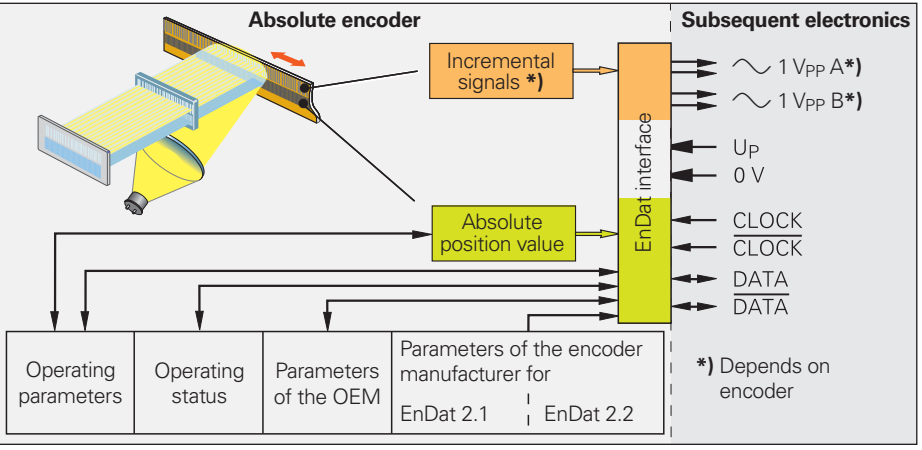 Absolute encoder
Subsequent electronics
Incremental
signals *)
1 VPP A*)
1 VPP B*)
EnDat interface
UP
0 V
Absolute
position value
CLOCK
CLOCK
DATA
DATA
Operating
parameters
Operating
status
Parameters
of the OEM
Parameters of the encoder
manufacturer for
EnDat 2.1
EnDat 2.2
*) Depends on
encoder